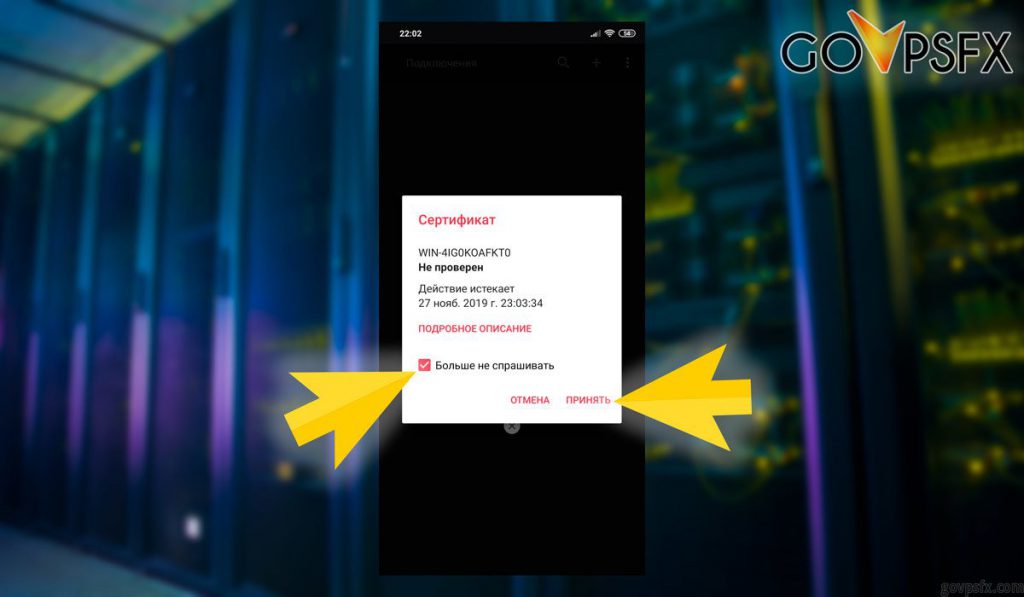 22:02
54
GOVPSFX
Подключения
Сертификат
WIN-4IG0KOAFKT0
Не проверен
Действие истекает
27 нояб. 2019 г. 23:03:34
ПОДРОБНОЕ ОПИСАНИЕ
Больше не спрашивать
ОТМЕНА
ПРИНЯТЬ
govpsfx.com